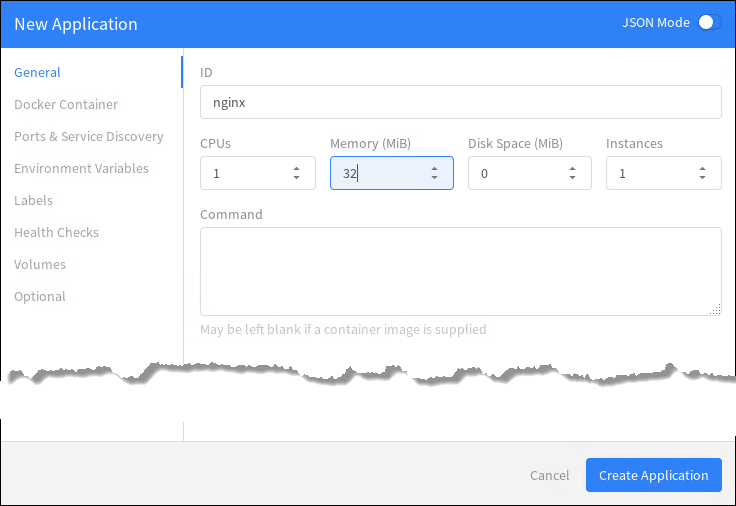 New Application
JSON Mode
General
Docker Container
Ports & Service Discovery
Environment Variables
Labels
Health Checks
Volumes
Optional
ID
nginx
CPUs Memory (MiB) Disk Space (MiB) Instances
1 32 0 1
Command
May be left blank if a container image is supplied
Cancel Create Application